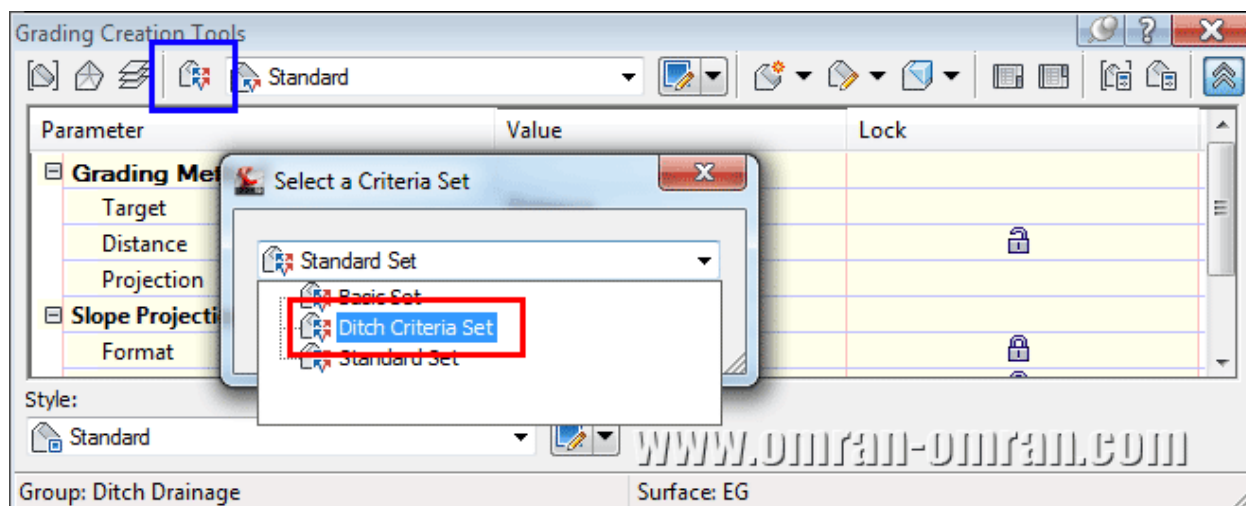 Grading Creation Tools
Standard
Parameter Value Lock
Grading Met
Target
Distance
Projection
Slope Projecti
Format
Select a Criteria Set
Standard Set
Basic Set
Ditch Criteria Set
Standard Set
Style:
Standard
www.omran-omran.com
Group: Ditch Drainage Surface: EG